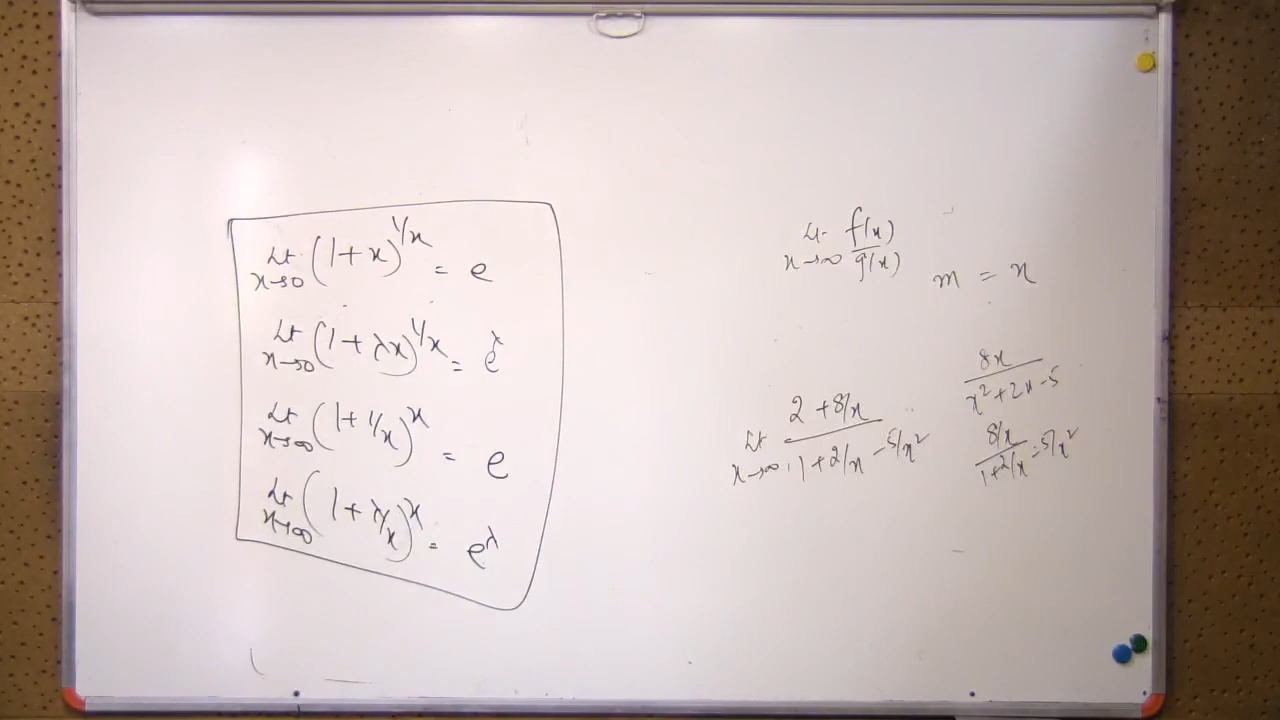 Lt x→0 (1+x)^1/x = e
Lt x→0 (1+λx)^1/x = e^λ
Lt x→∞ (1+1/x)^x = e
Lt x→∞ (1+λ/x)^x = e^λ
Lt x→∞ f(x)/g(x)
m = n
8x/(x²+2x-5)
Lt x→∞ (2+8/x)/(1+2/x-5/x²)
(8/x)/(1+2/x-5/x²)